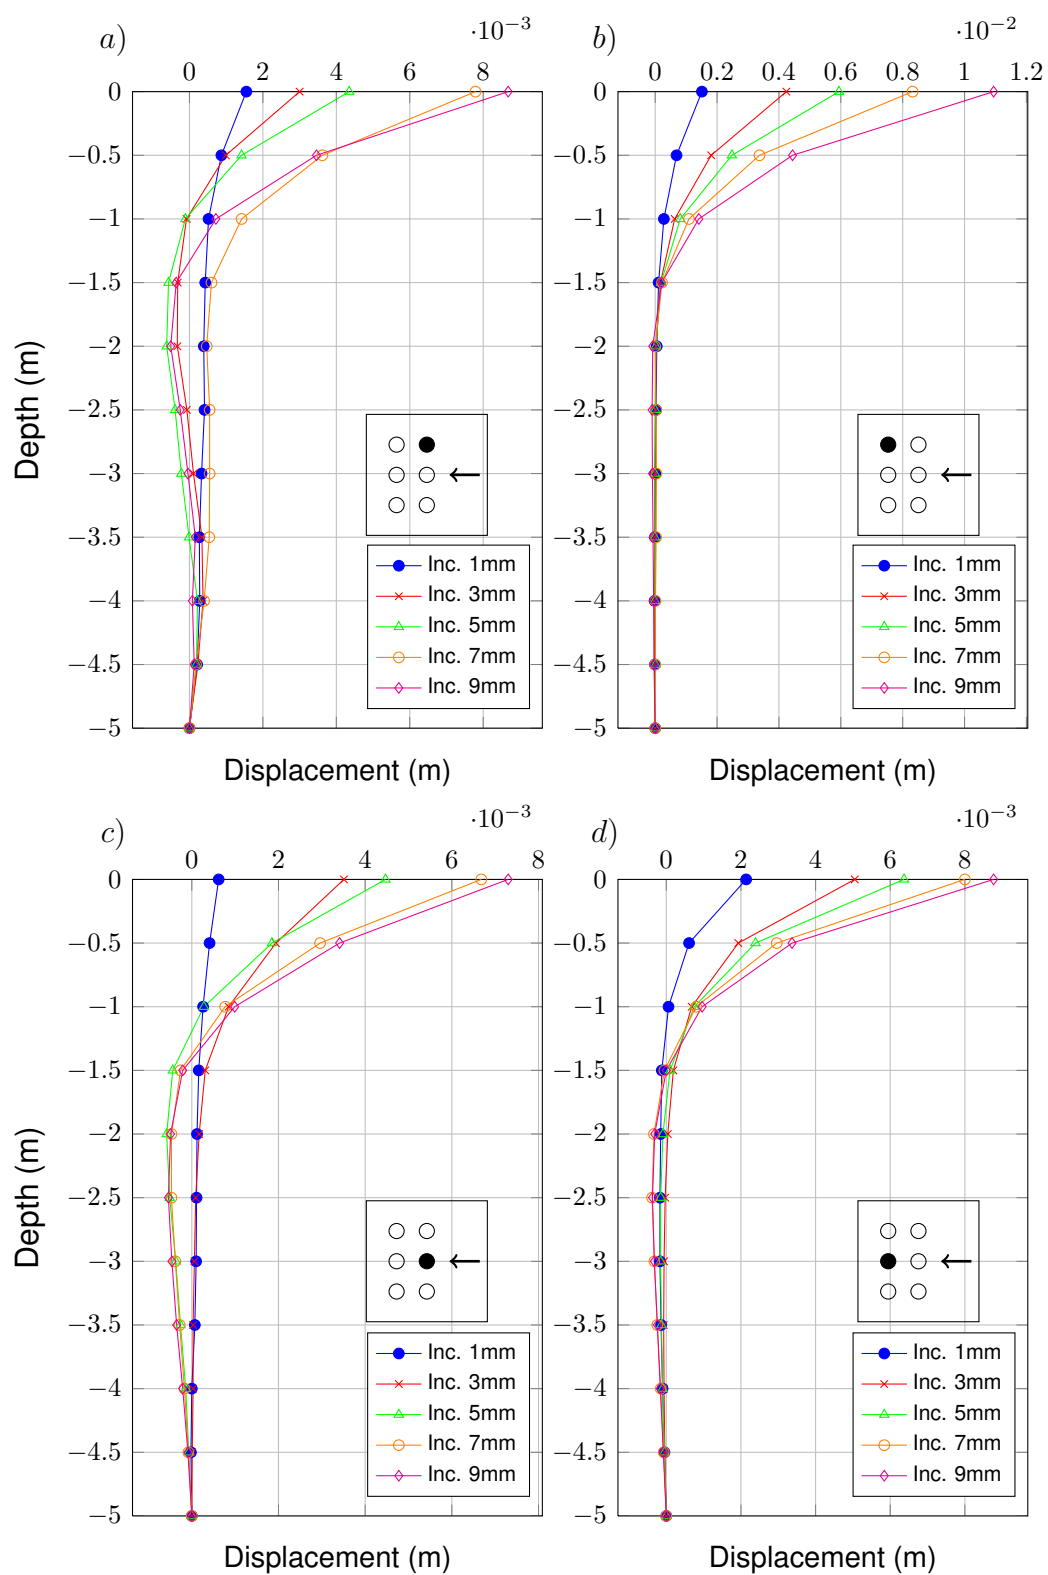 a)
·10−3
0 2 4 6 8
0
−0.5
−1
−1.5
−2
−2.5
−3
−3.5
−4
−4.5
−5
Depth (m)
Inc. 1mm
Inc. 3mm
Inc. 5mm
Inc. 7mm
Inc. 9mm
Displacement (m)
b)
·10−2
0 0.2 0.4 0.6 0.8 1 1.2
0
−0.5
−1
−1.5
−2
−2.5
−3
−3.5
−4
−4.5
−5
Inc. 1mm
Inc. 3mm
Inc. 5mm
Inc. 7mm
Inc. 9mm
Displacement (m)
c)
·10−3
0 2 4 6 8
0
−0.5
−1
−1.5
−2
−2.5
−3
−3.5
−4
−4.5
−5
Depth (m)
Inc. 1mm
Inc. 3mm
Inc. 5mm
Inc. 7mm
Inc. 9mm
Displacement (m)
d)
·10−3
0 2 4 6 8
0
−0.5
−1
−1.5
−2
−2.5
−3
−3.5
−4
−4.5
−5
Inc. 1mm
Inc. 3mm
Inc. 5mm
Inc. 7mm
Inc. 9mm
Displacement (m)